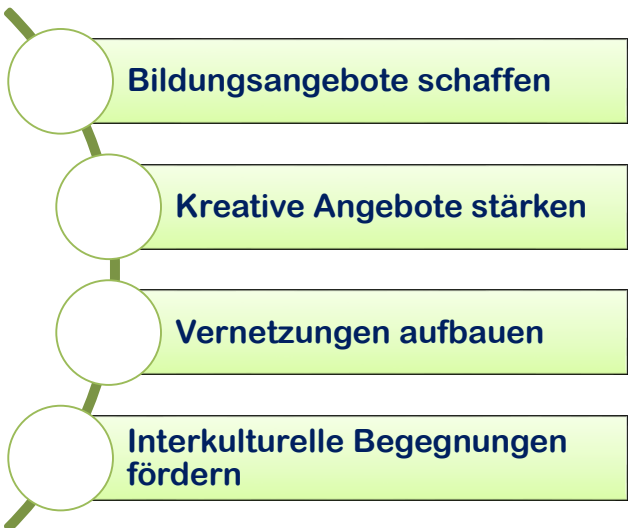 Bildungsangebote schaffen
Kreative Angebote stärken
Vernetzungen aufbauen
Interkulturelle Begegnungen
fördern